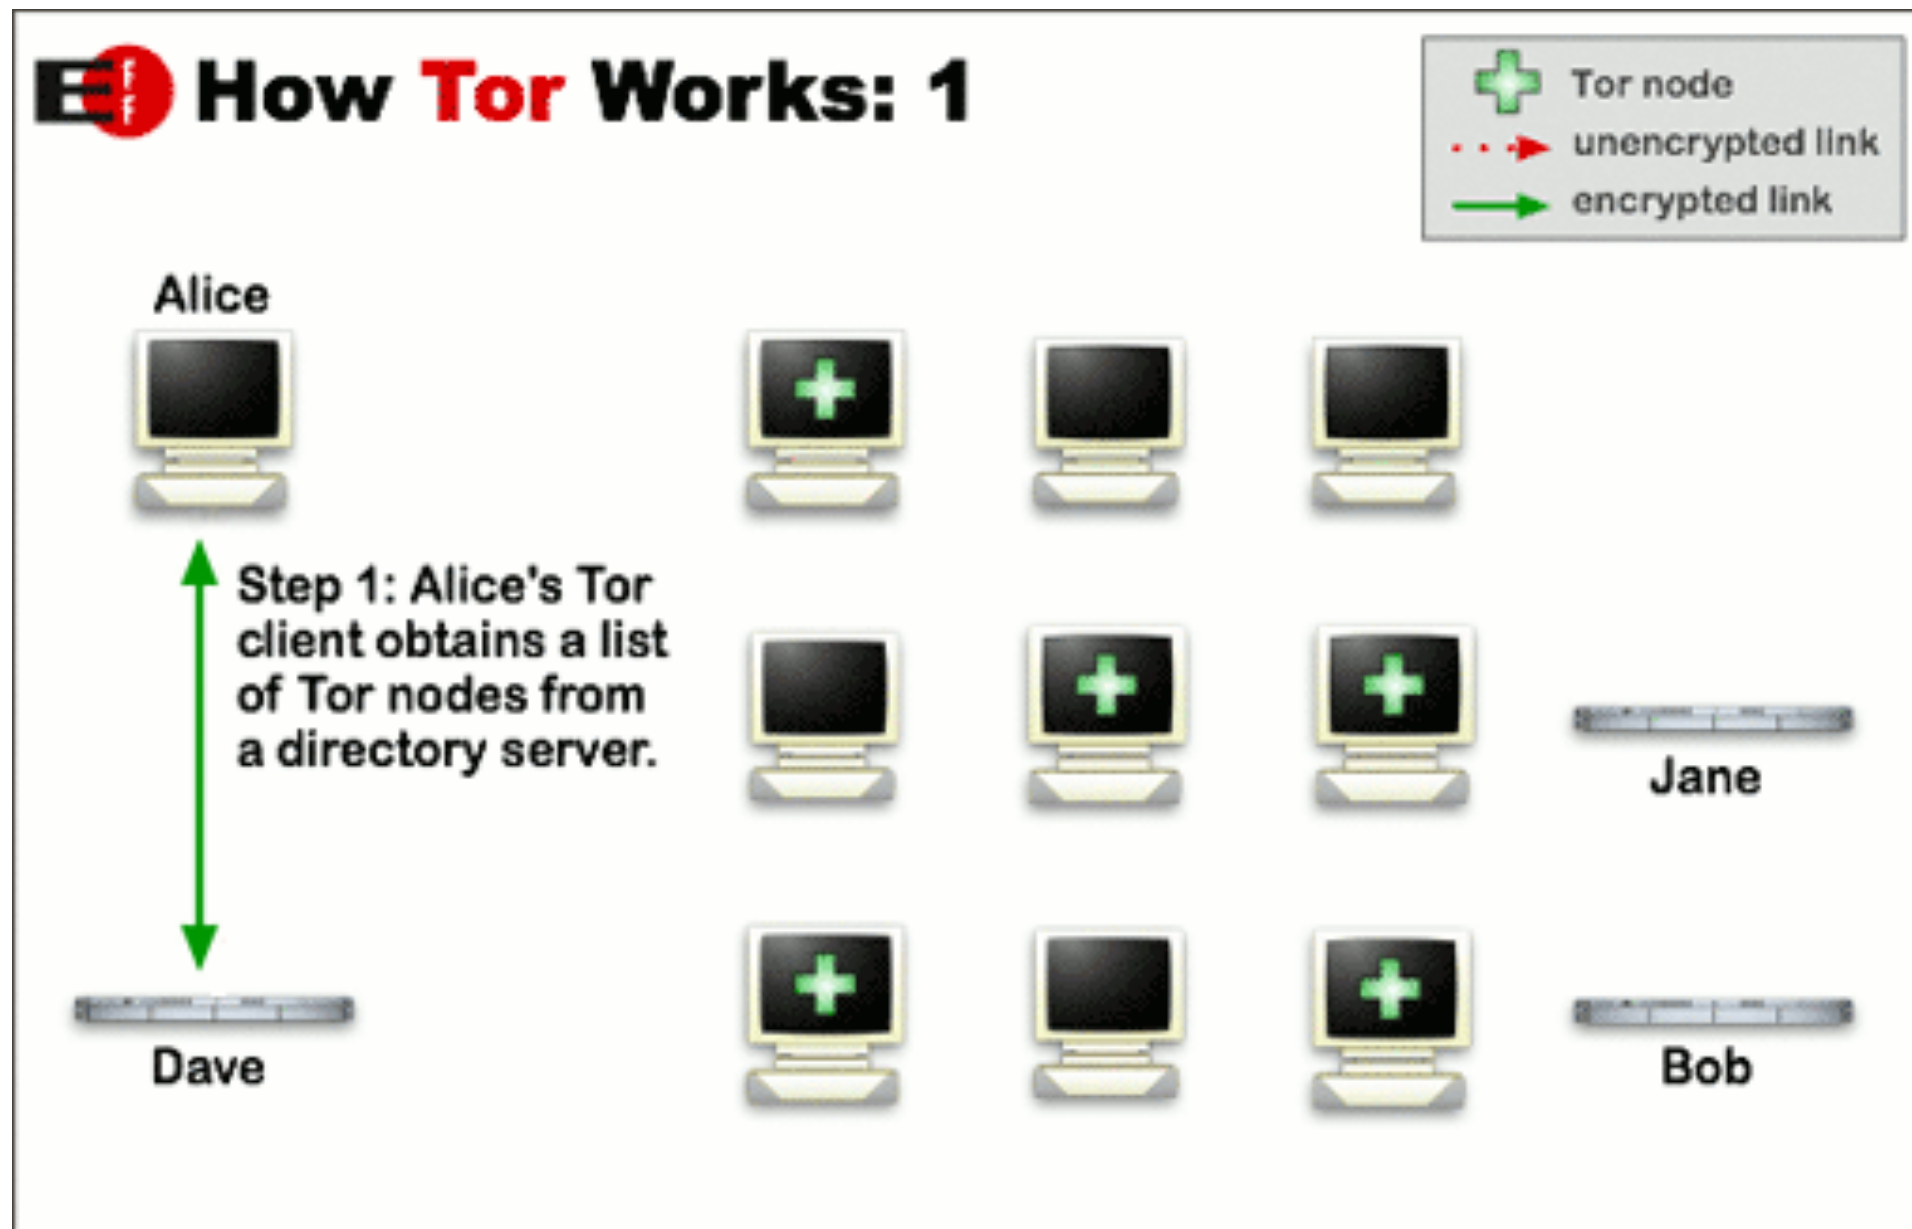 EFF How Tor Works: 1
Tor node
unencrypted link
encrypted link
Alice
Step 1: Alice's Tor
client obtains a list
of Tor nodes from
a directory server.
Jane
Dave
Bob